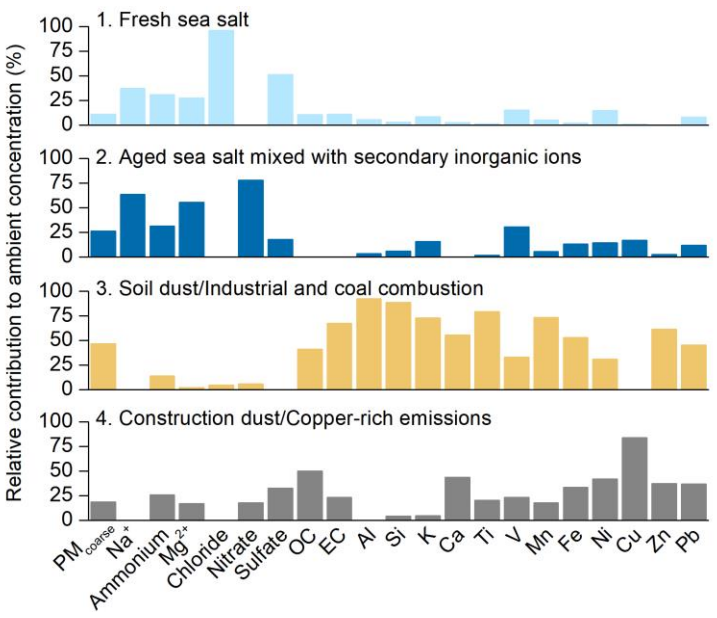 Relative contribution to ambient concentration (%)
1. Fresh sea salt
100
75
50
25
0
2. Aged sea salt mixed with secondary inorganic ions
100
75
50
25
0
3. Soil dust/Industrial and coal combustion
100
75
50
25
0
4. Construction dust/Copper-rich emissions
100
75
50
25
0
PMcoarse
Na+
Ammonium
Mg2+
Chloride
Nitrate
Sulfate
OC
EC
Al
Si
K
Ca
Ti
V
Mn
Fe
Ni
Cu
Zn
Pb